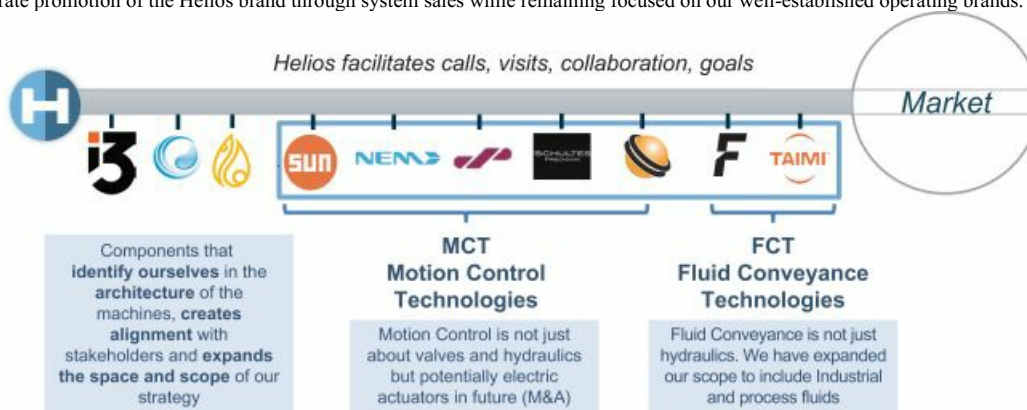 rate promotion of the Helios brand through system sales while remaining focused on our well-established operating brands.
Helios facilitates calls, visits, collaboration, goals
H
Market
i3
sun
NEM
SCHULTES
PRECISION
F
TAIMI
MCT
Motion Control
Technologies
FCT
Fluid Conveyance
Technologies
Components that
identify ourselves in the
architecture of the
machines, creates
alignment with
stakeholders and expands
the space and scope of our
strategy
Motion Control is not just
about valves and hydraulics
but potentially electric
actuators in future (M&A)
Fluid Conveyance is not just
hydraulics. We have expanded
our scope to include Industrial
and process fluids